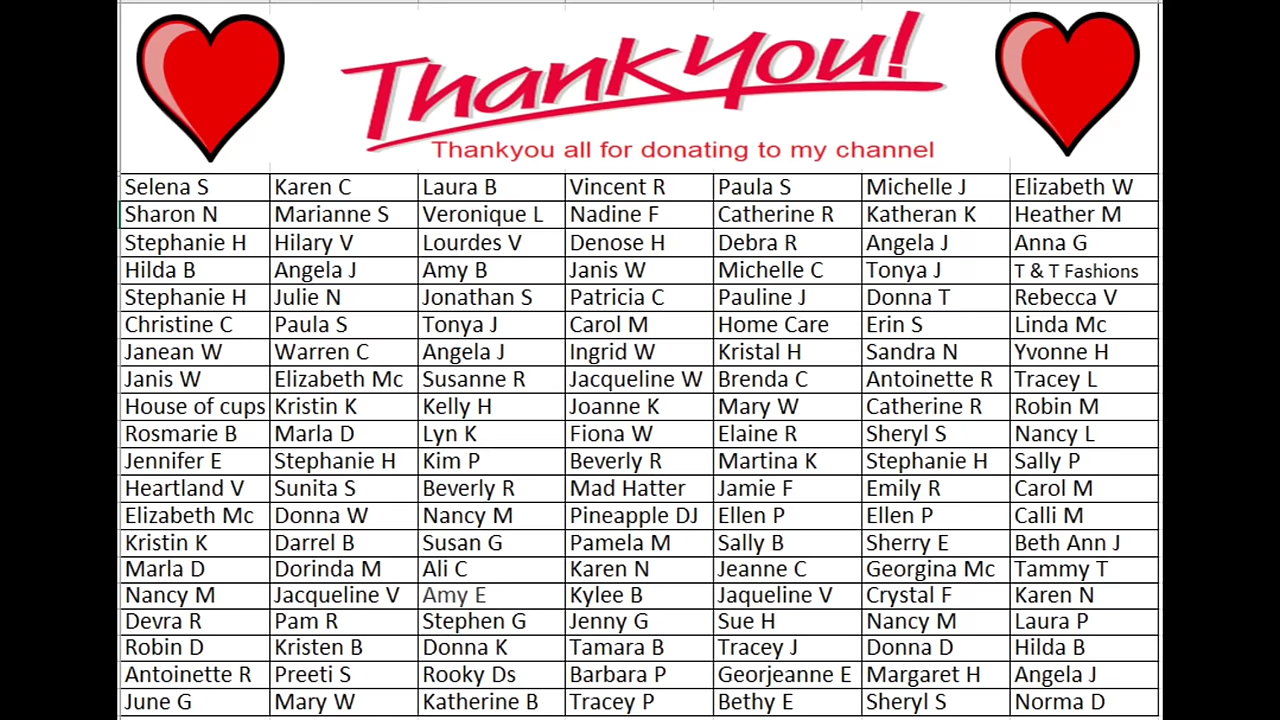 Thank You!
Thankyou all for donating to my channel
Selena S Karen C Laura B Vincent R Paula S Michelle J Elizabeth W
Sharon N Marianne S Veronique L Nadine F Catherine R Katheran K Heather M
Stephanie H Hilary V Lourdes V Denose H Debra R Angela J Anna G
Hilda B Angela J Amy B Janis W Michelle C Tonya J T & T Fashions
Stephanie H Julie N Jonathan S Patricia C Pauline J Donna T Rebecca V
Christine C Paula S Tonya J Carol M Home Care Erin S Linda Mc
Janean W Warren C Angela J Ingrid W Kristal H Sandra N Yvonne H
Janis W Elizabeth Mc Susanne R Jacqueline W Brenda C Antoinette R Tracey L
House of cups Kristin K Kelly H Joanne K Mary W Catherine R Robin M
Rosmarie B Marla D Lyn K Fiona W Elaine R Sheryl S Nancy L
Jennifer E Stephanie H Kim P Beverly R Martina K Stephanie H Sally P
Heartland V Sunita S Beverly R Mad Hatter Jamie F Emily R Carol M
Elizabeth Mc Donna W Nancy M Pineapple DJ Ellen P Ellen P Calli M
Kristin K Darrel B Susan G Pamela M Sally B Sherry E Beth Ann J
Marla D Dorinda M Ali C Karen N Jeanne C Georgina Mc Tammy T
Nancy M Jacqueline V Amy E Kylee B Jaqueline V Crystal F Karen N
Devra R Pam R Stephen G Jenny G Sue H Nancy M Laura P
Robin D Kristen B Donna K Tamara B Tracey J Donna D Hilda B
Antoinette R Preeti S Rooky Ds Barbara P Georjeanne E Margaret H Angela J
June G Mary W Katherine B Tracey P Bethy E Sheryl S Norma D